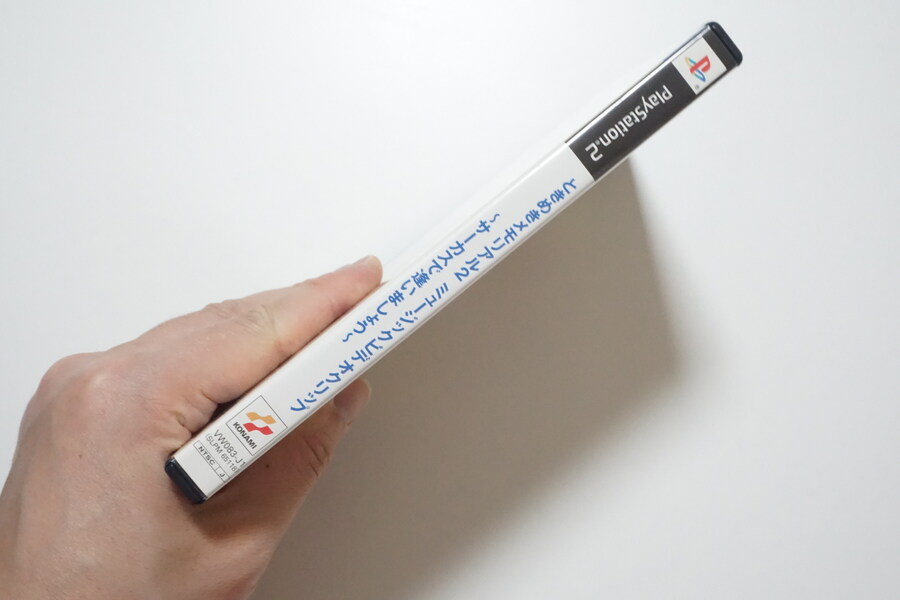 PlayStation®2
ときめきメモリアル2 ミュージックビデオクリップ
~サーカスで逢いましょう~
KONAMI
VW083-J1
NTSC J